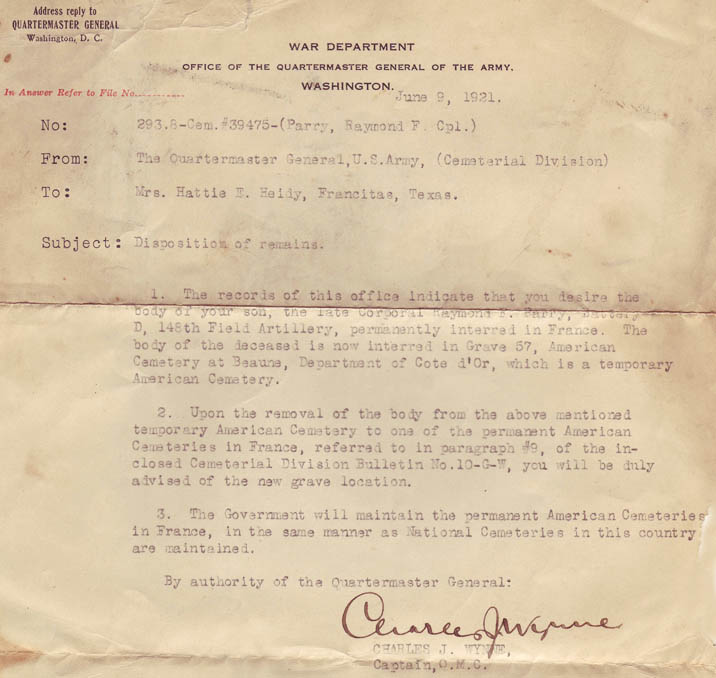 Address reply to
QUARTERMASTER GENERAL
Washington, D. C.
WAR DEPARTMENT
OFFICE OF THE QUARTERMASTER GENERAL OF THE ARMY.
WASHINGTON.
June 9, 1921.
In Answer Refer to File No.............
No: 293.8-Cem.#39475-(Parry, Raymond F. Cpl.)
From: The Quartermaster General,U.S.Army, (Cemeterial Division)
To: Mrs. Hattie E. Heidy, Francitas, Texas.
Subject: Disposition of remains.
1. The records of this office indicate that you desire the
body of your son, the late Corporal Raymond F. Parry, Battery
D, 148th Field Artillery, permanently interred in France. The
body of the deceased is now interred in Grave 57, American
Cemetery at Beaune, Department of Cote d'Or, which is a temporary
American Cemetery.
2. Upon the removal of the body from the above mentioned
temporary American Cemetery to one of the permanent American
Cemeteries in France, referred to in paragraph #9, of the in-
closed Cemeterial Division Bulletin No.10-G-W, you will be duly
advised of the new grave location.
3. The Government will maintain the permanent American Cemeteries
in France, in the same manner as National Cemeteries in this country
are maintained.
By authority of the Quartermaster General:
Charles J Wynne
CHARLES J. WYNNE,
Captain,Q.M.C.